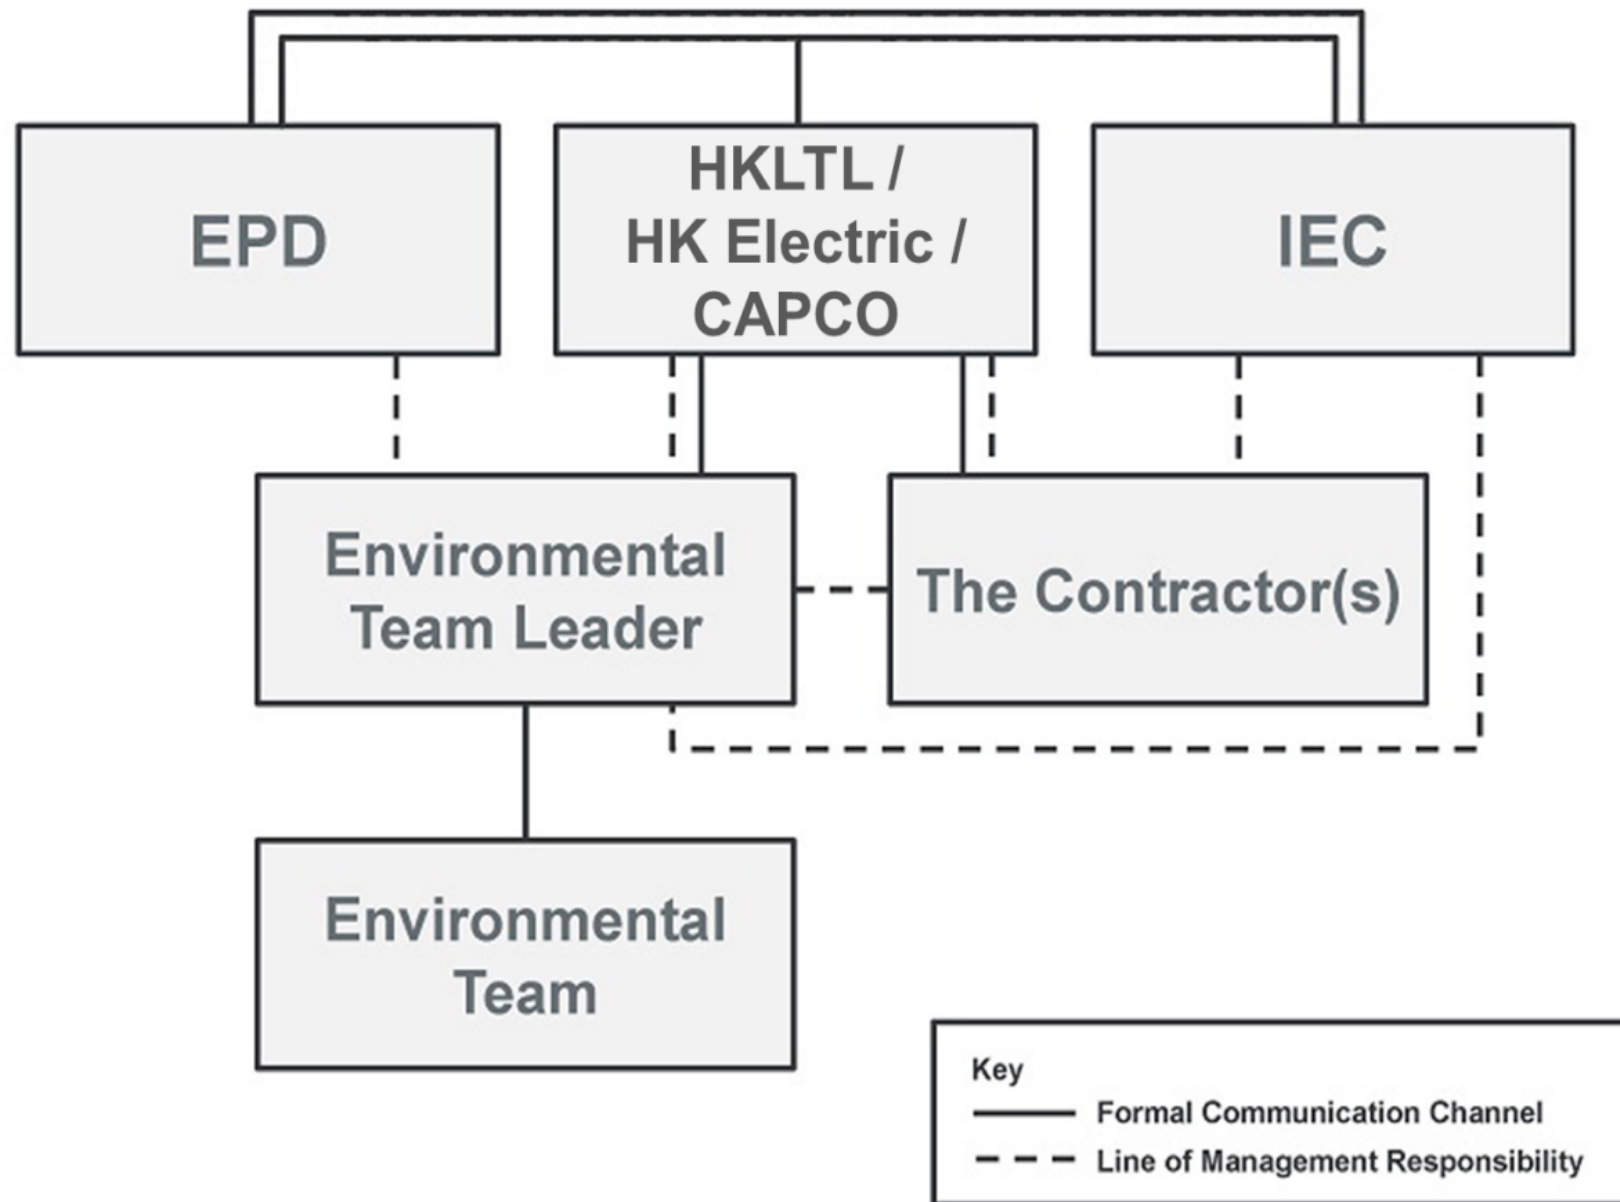 EPD
HKLTL /
HK Electric /
CAPCO
IEC
Environmental
Team Leader
The Contractor(s)
Environmental
Team
Key
Formal Communication Channel
Line of Management Responsibility